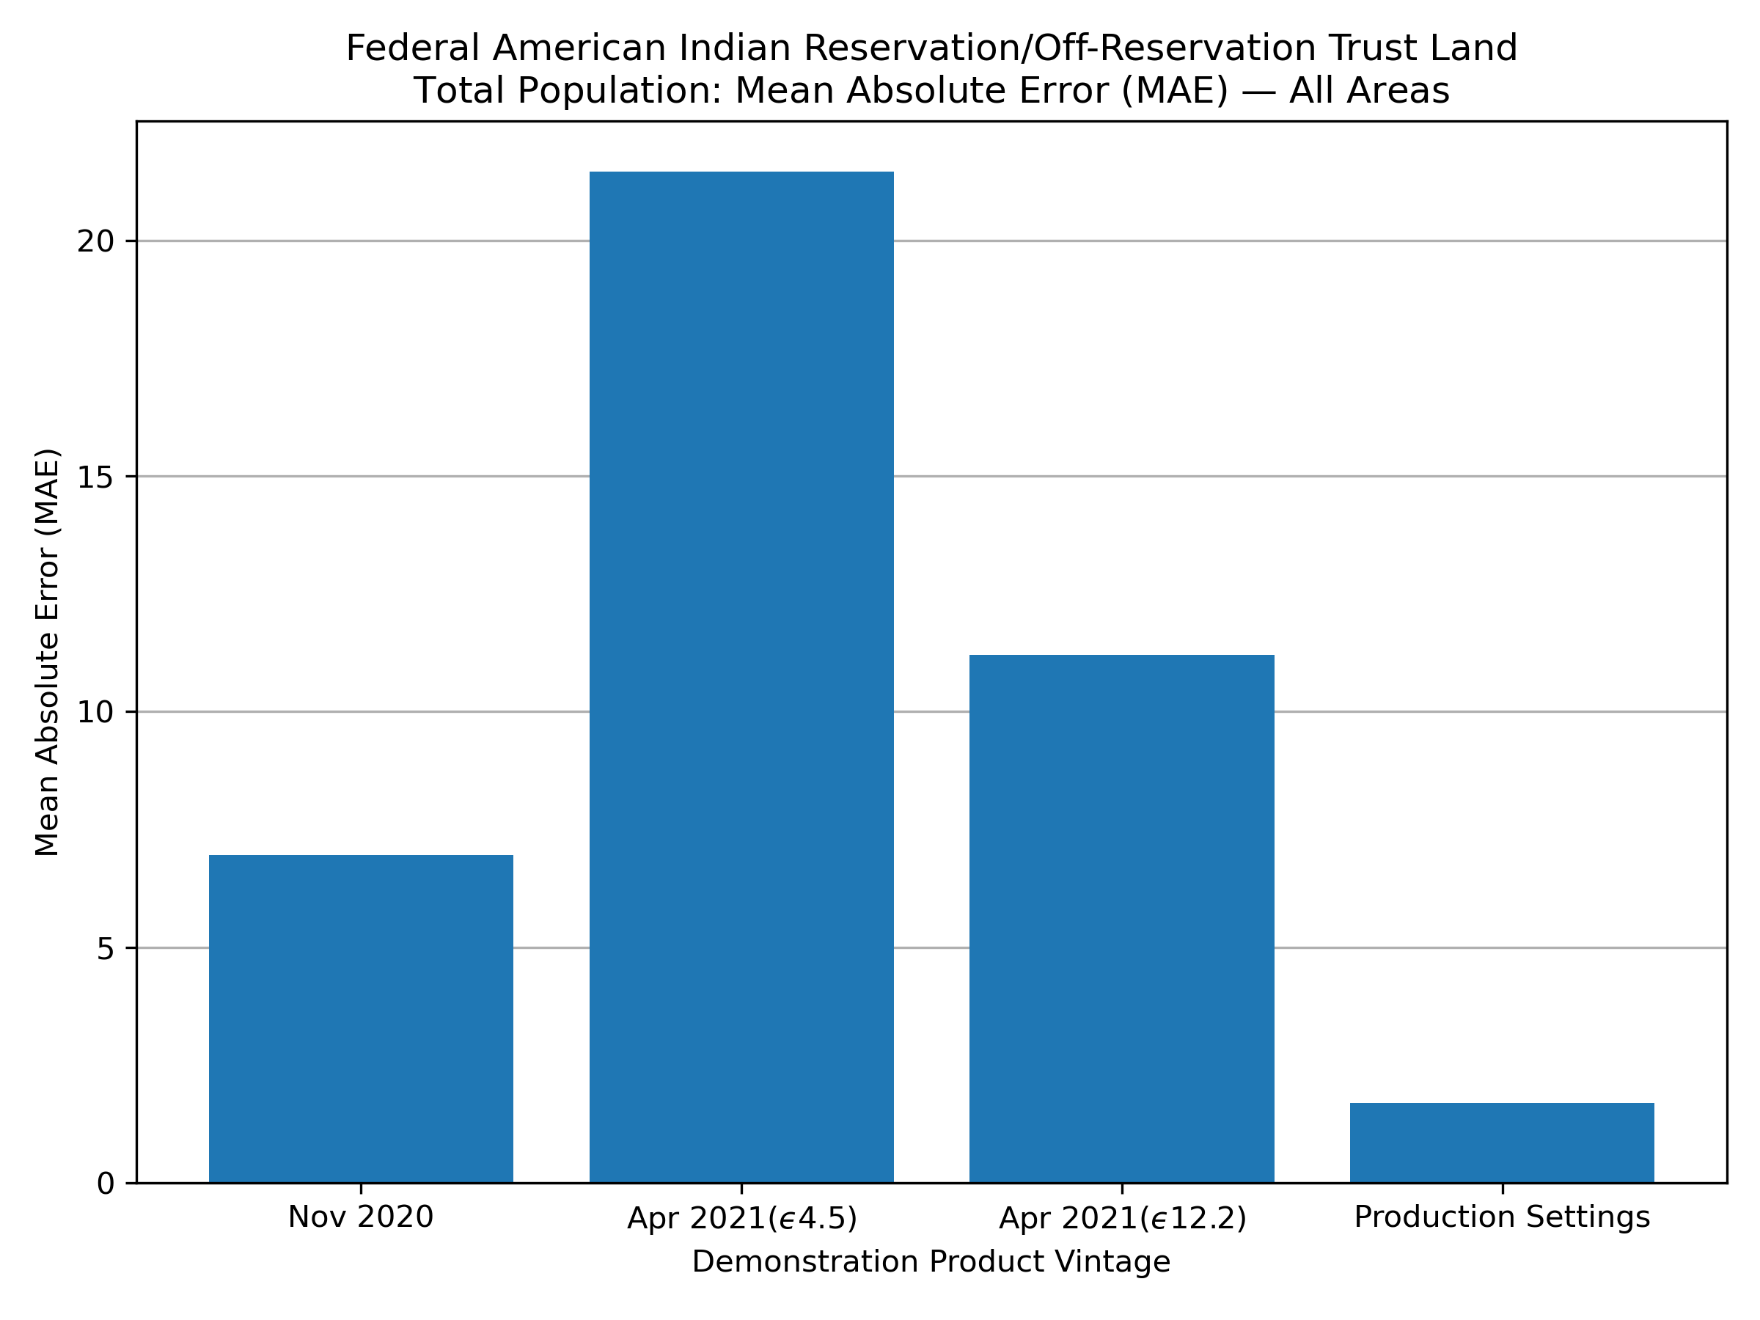 Federal American Indian Reservation/Off-Reservation Trust Land
Total Population: Mean Absolute Error (MAE) — All Areas
Mean Absolute Error (MAE)
20
15
10
5
0
Nov 2020
Apr 2021(ϵ4.5)
Apr 2021(ϵ12.2)
Production Settings
Demonstration Product Vintage